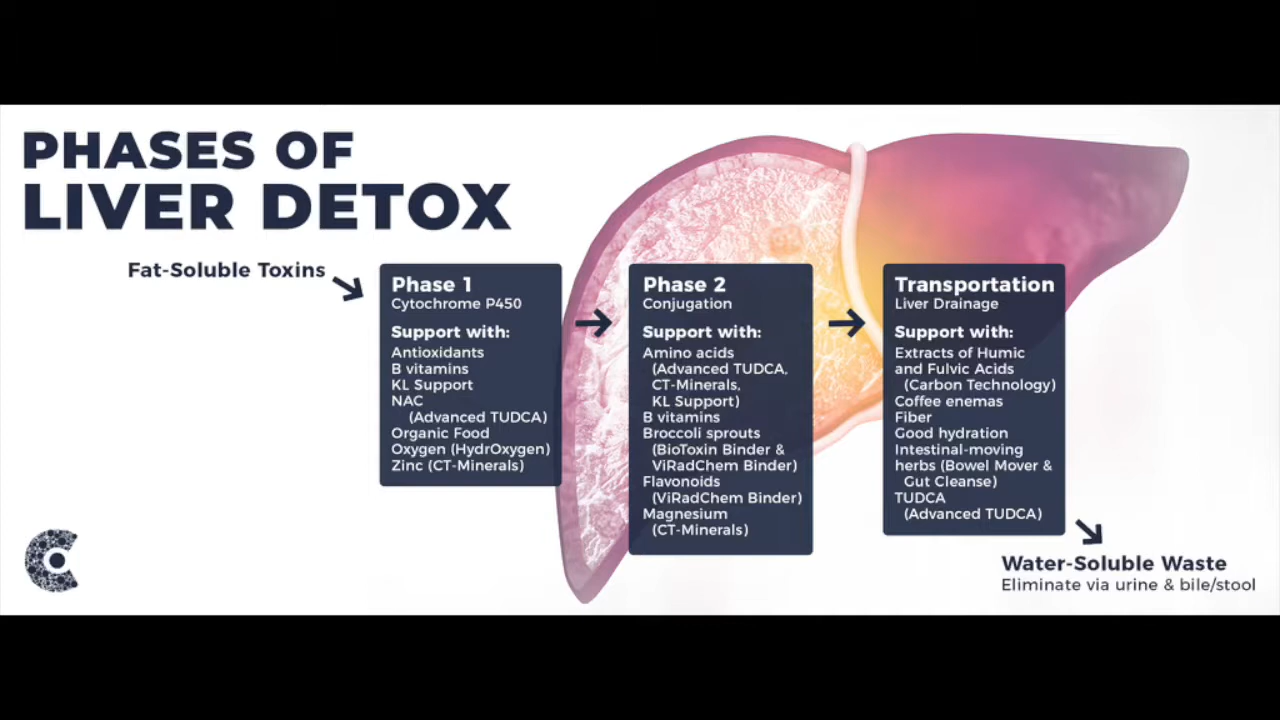 PHASES OF
LIVER DETOX
Fat-Soluble Toxins
Phase 1
Cytochrome P450
Support with:
Antioxidants
B vitamins
KL Support
NAC
(Advanced TUDCA)
Organic Food
Oxygen (HydrOxygen)
Zinc (CT-Minerals)
Phase 2
Conjugation
Support with:
Amino acids
(Advanced TUDCA,
CT-Minerals,
KL Support)
B vitamins
Broccoli sprouts
(BioToxin Binder &
ViRadChem Binder)
Flavonoids
(ViRadChem Binder)
Magnesium
(CT-Minerals)
Transportation
Liver Drainage
Support with:
Extracts of Humic
and Fulvic Acids
(Carbon Technology)
Coffee enemas
Fiber
Good hydration
Intestinal-moving
herbs (Bowel Mover &
Gut Cleanse)
TUDCA
(Advanced TUDCA)
Water-Soluble Waste
Eliminate via urine & bile/stool